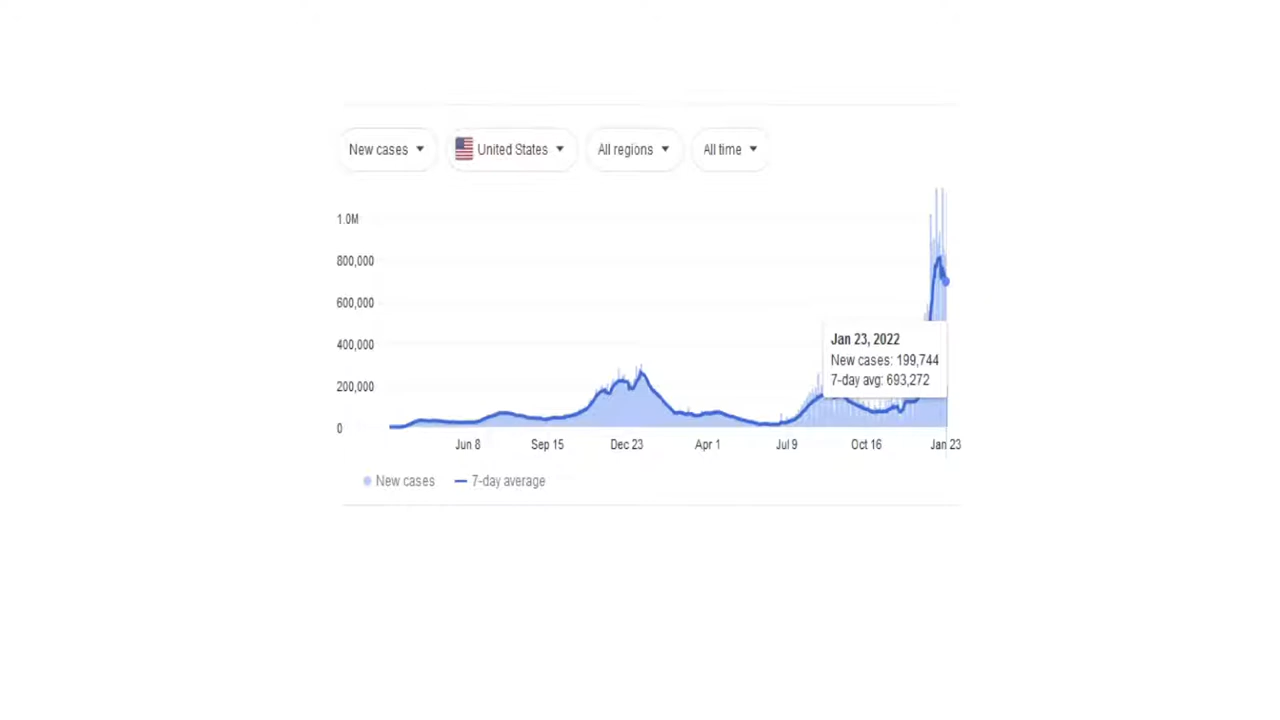 New cases United States All regions All time
1.0M
800,000
600,000
400,000
200,000
0
Jan 23, 2022
New cases: 199,744
7-day avg: 693,272
Jun 8 Sep 15 Dec 23 Apr 1 Jul 9 Oct 16 Jan 23
New cases 7-day average